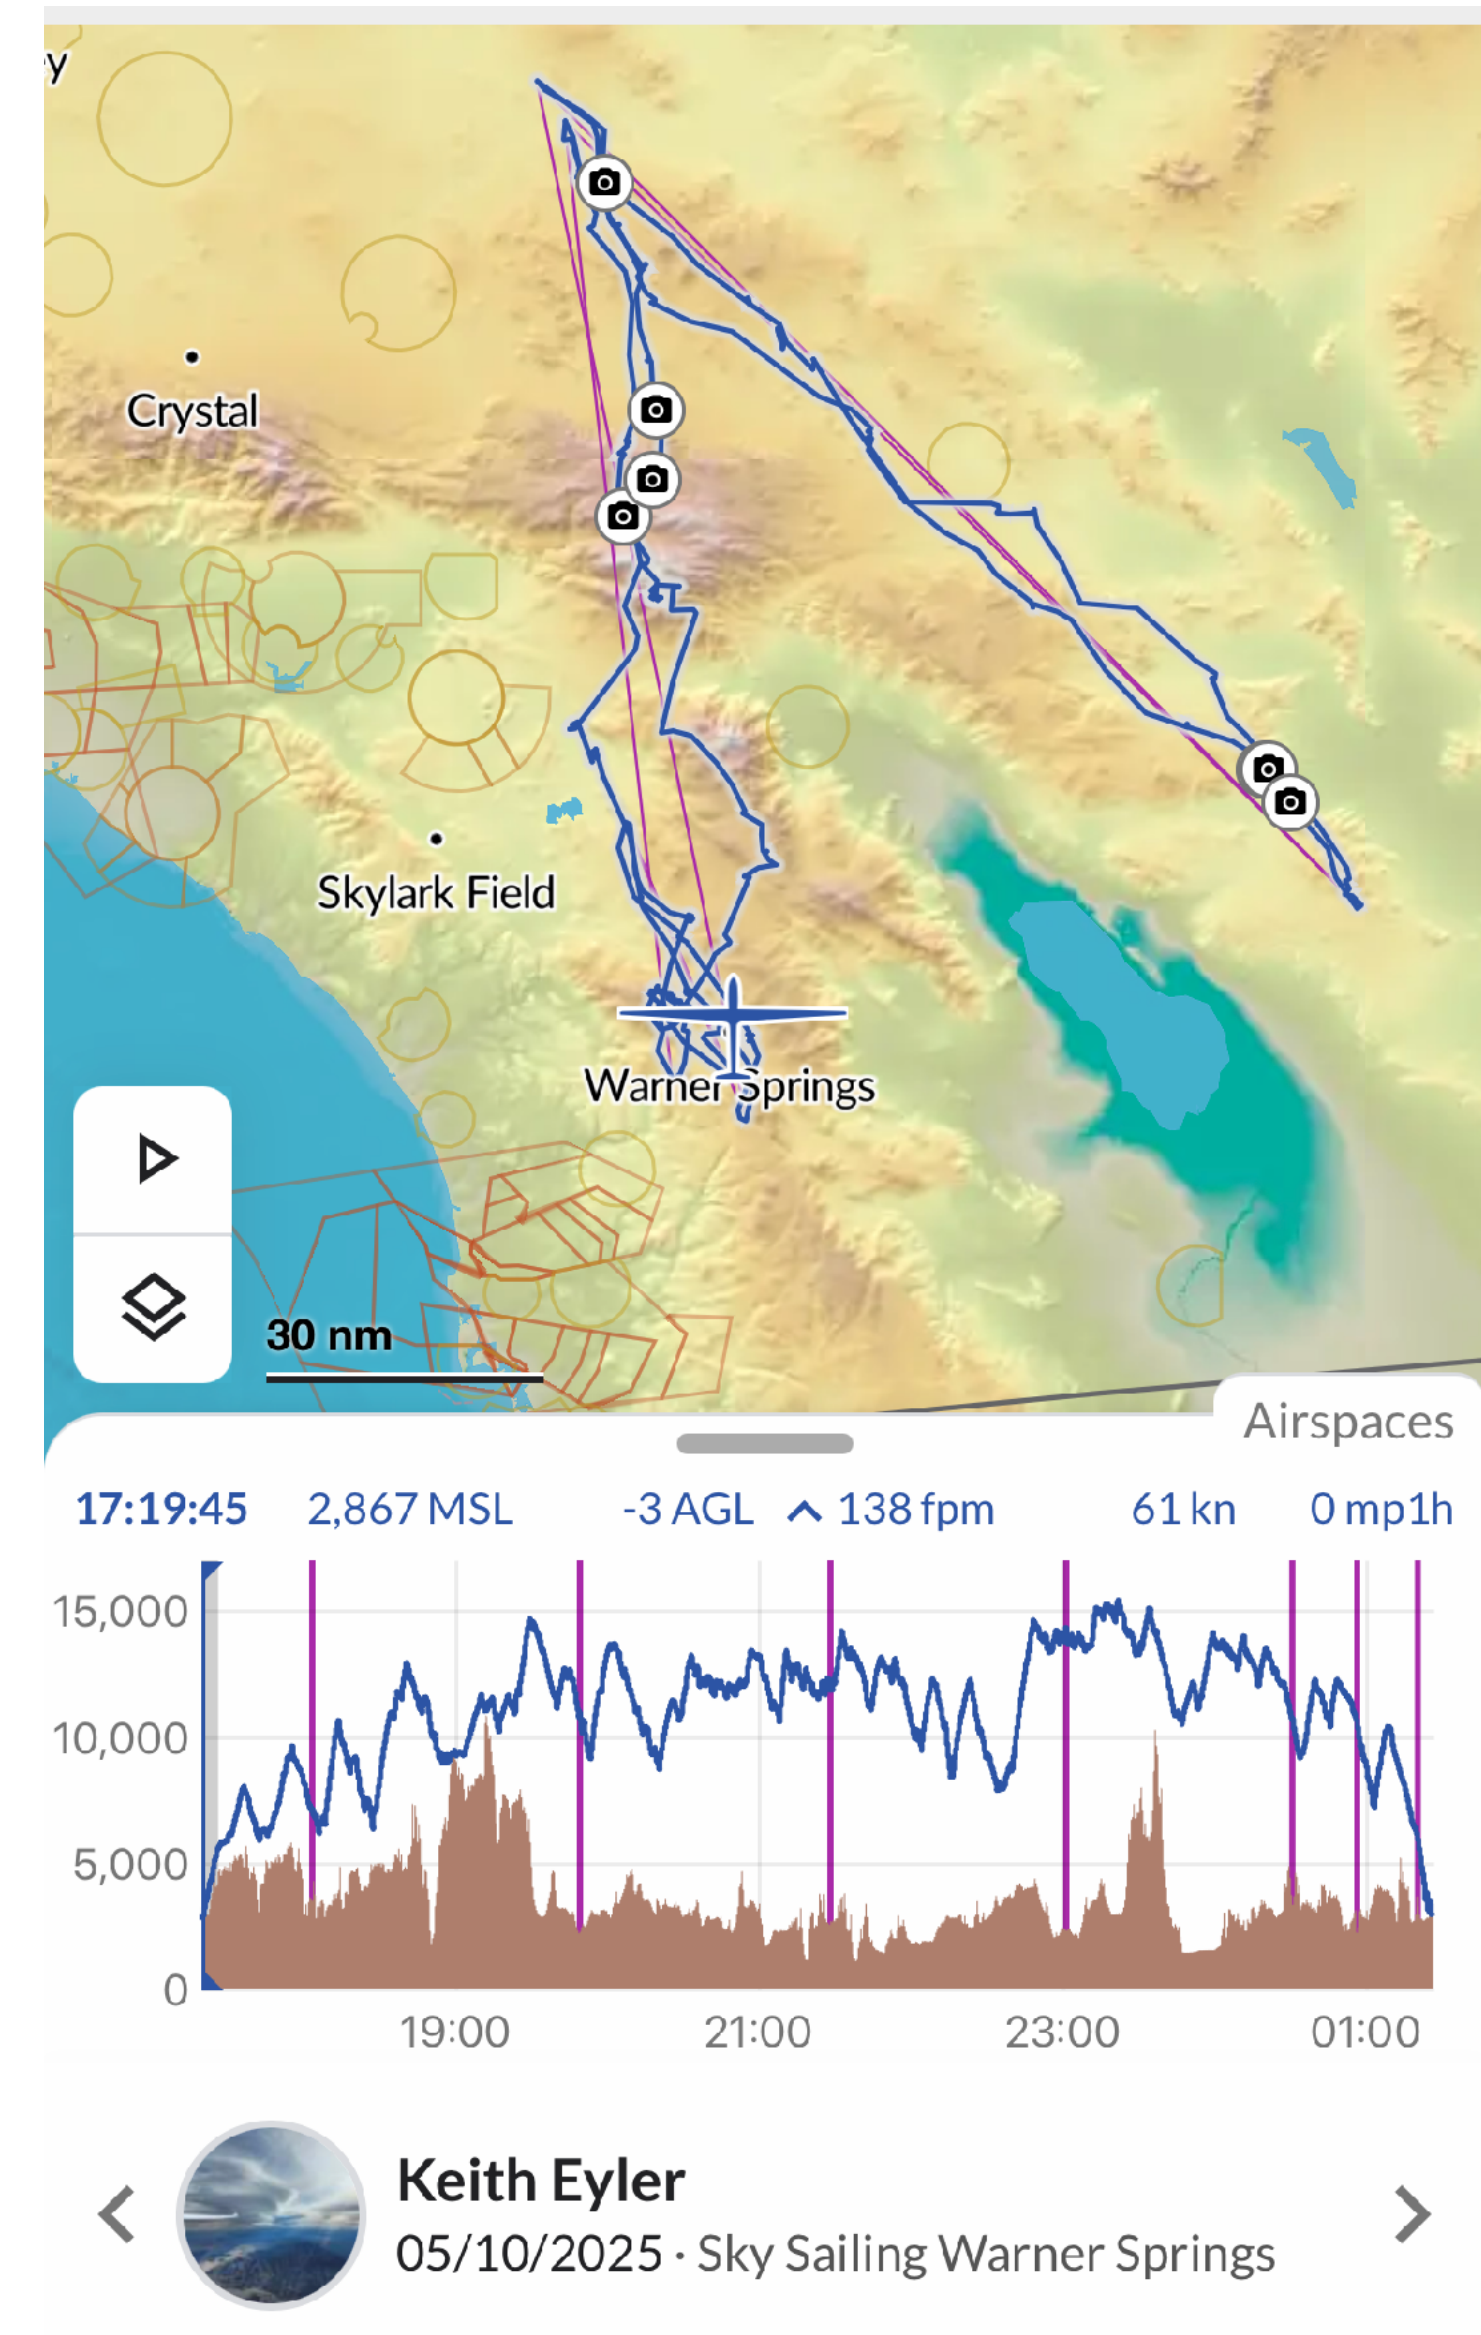 y
Crystal
Skylark Field
Warner Springs
30 nm
Airspaces
17:19:45 2,867 MSL -3 AGL 138 fpm 61 kn 0 mp1h
15,000
10,000
5,000
0
19:00 21:00 23:00 01:00
Keith Eyler
05/10/2025 · Sky Sailing Warner Springs